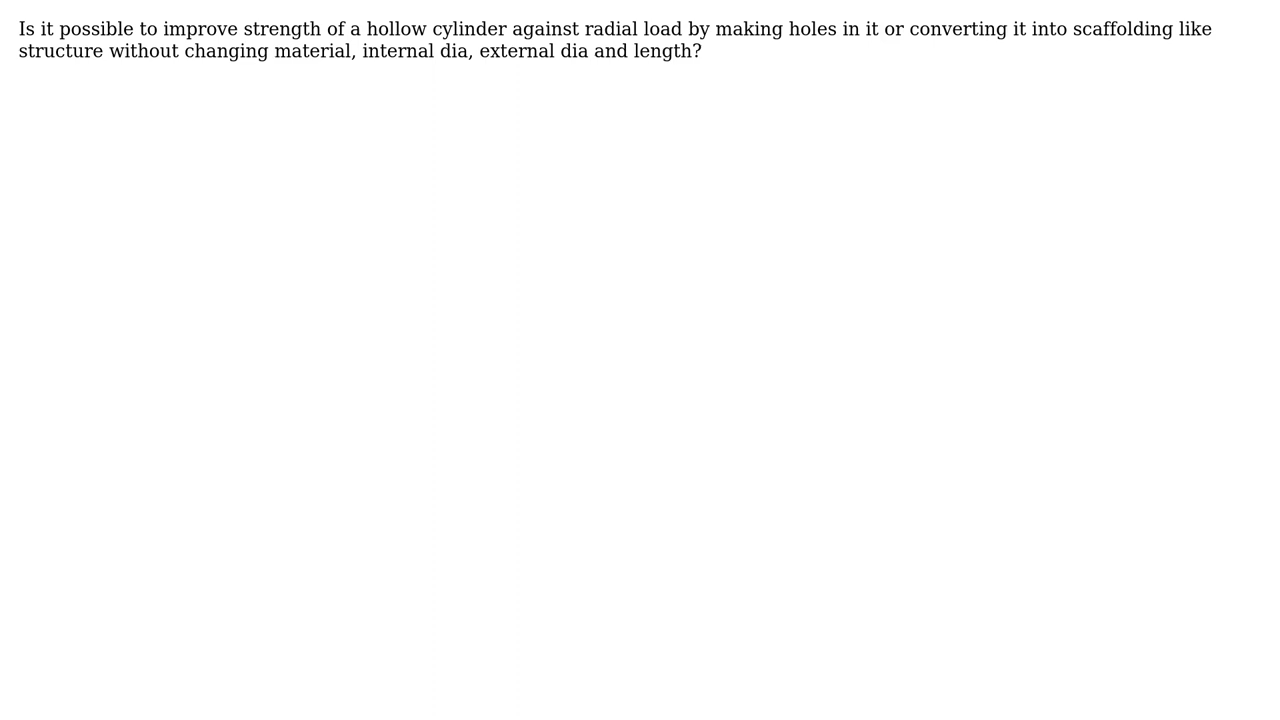 Is it possible to improve strength of a hollow cylinder against radial load by making holes in it or converting it into scaffolding like
structure without changing material, internal dia, external dia and length?